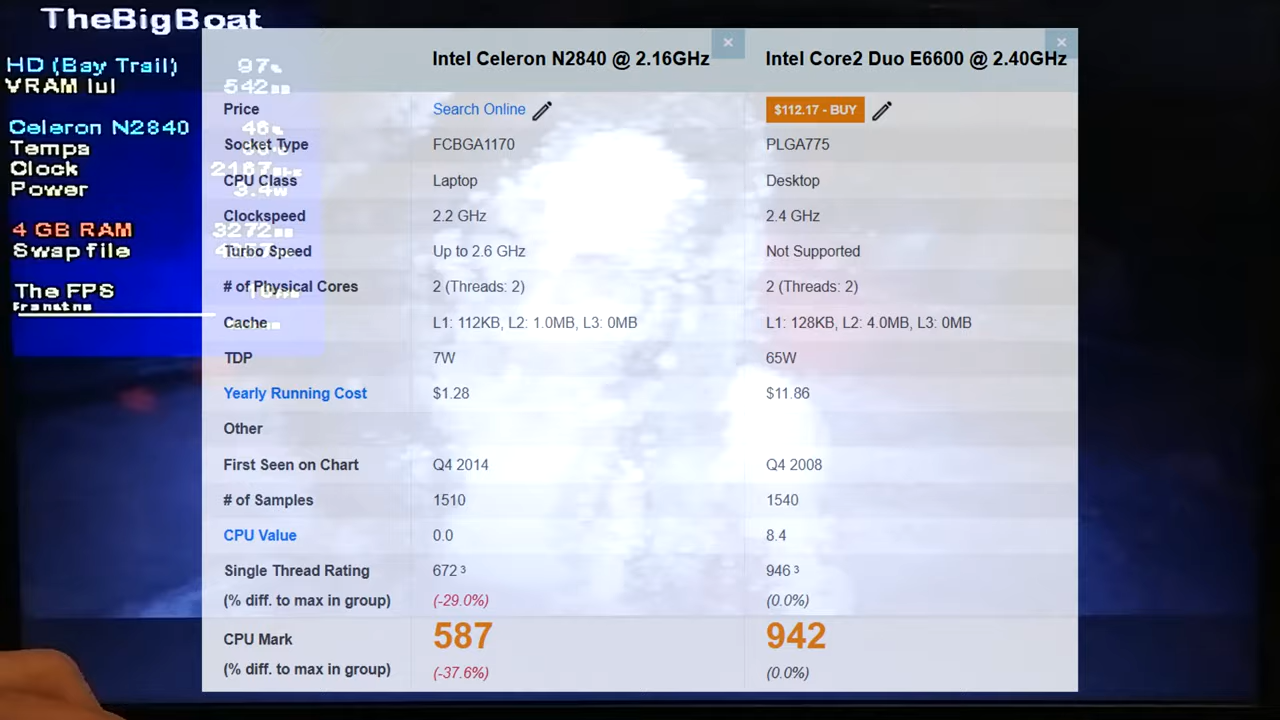 TheBigBoat
Intel Celeron N2840 @ 2.16GHz Intel Core2 Duo E6600 @ 2.40GHz
HD (Bay Trail) 97%
VRAM lul 542
Price Search Online $112.17 - BUY
Celeron N2840 46
Temps
Socket Type FCBGA1170 PLGA775
Clock 2167
CPU Class Laptop Desktop
Power 3.4W
Clockspeed 2.2 GHz 2.4 GHz
4 GB RAM 3272
Swap file
Turbo Speed Up to 2.6 GHz Not Supported
The FPS
# of Physical Cores 2 (Threads: 2) 2 (Threads: 2)
Cache L1: 112KB, L2: 1.0MB, L3: 0MB L1: 128KB, L2: 4.0MB, L3: 0MB
TDP 7W 65W
Yearly Running Cost $1.28 $11.86
Other
First Seen on Chart Q4 2014 Q4 2008
# of Samples 1510 1540
CPU Value 0.0 8.4
Single Thread Rating 672 3 946 3
(% diff. to max in group) (-29.0%) (0.0%)
CPU Mark 587 942
(% diff. to max in group) (-37.6%) (0.0%)